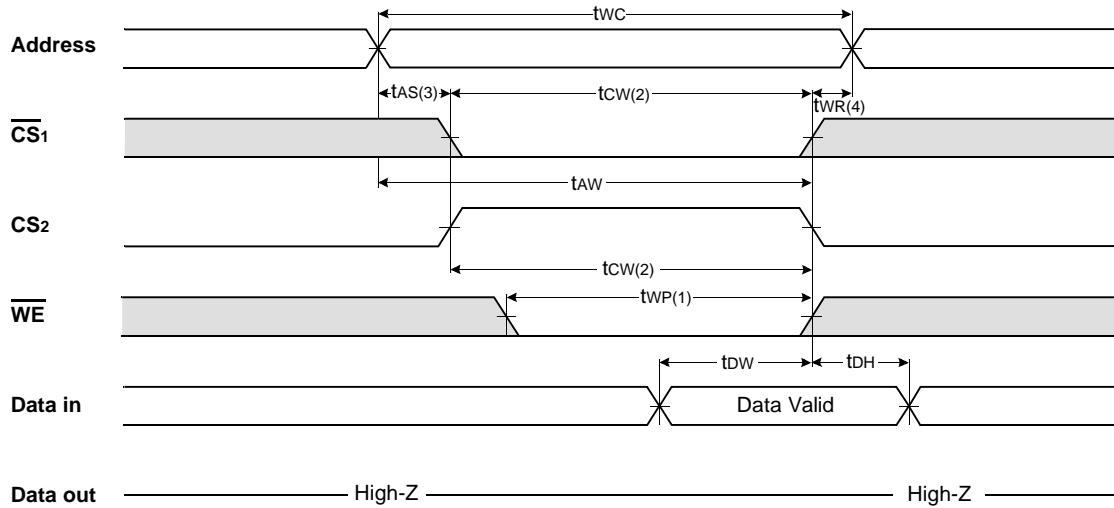 tWC
Address
tAS(3) tCW(2) tWR(4)
CS1
tAW
CS2
tCW(2)
tWP(1)
WE
tDW tDH
Data in Data Valid
Data out High-Z High-Z